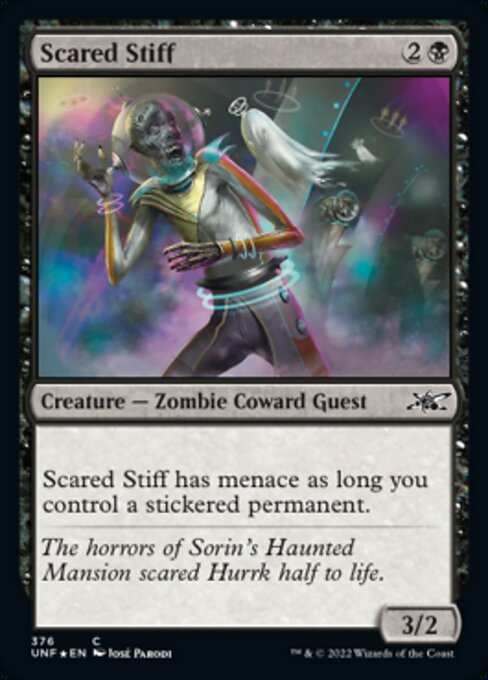 Scared Stiff 2
Creature — Zombie Coward Guest
Scared Stiff has menace as long you
control a stickered permanent.
The horrors of Sorin's Haunted
Mansion scared Hurrk half to life.
3/2
376 C
UNF★EN José Parodi
™ & © 2022 Wizards of the Coast